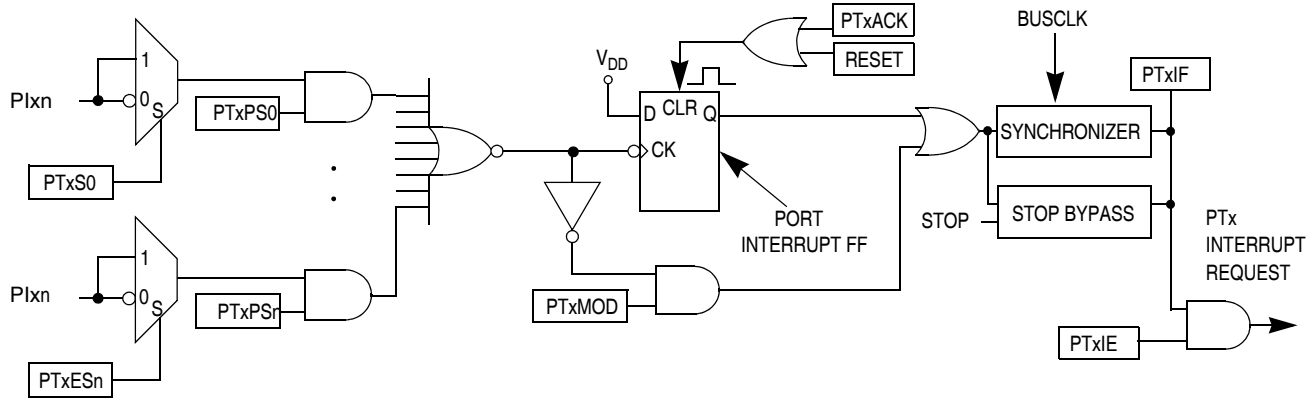 PIxn
1
0
S
PTxS0
PTxPS0
PIxn
1
0
S
PTxESn
PTxPSn
VDD
D
CLR
Q
CK
PTxACK
RESET
PORT
INTERRUPT FF
PTxMOD
BUSCLK
SYNCHRONIZER
STOP
STOP BYPASS
PTxIF
PTx
INTERRUPT
REQUEST
PTxIE